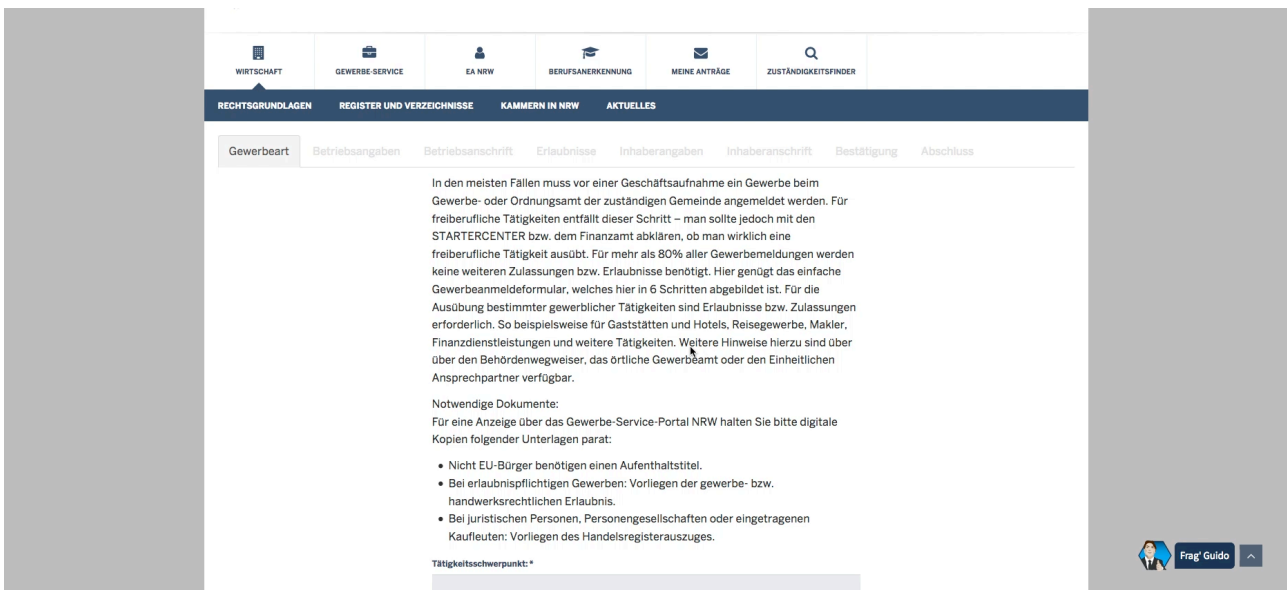 WIRTSCHAFT
GEWERBE-SERVICE
EA NRW
BERUFSANERKENNUNG
MEINE ANTRÄGE
ZUSTÄNDIGKEITSFINDER
RECHTSGRUNDLAGEN
REGISTER UND VERZEICHNISSE
KAMMERN IN NRW
AKTUELLES
Gewerbeart
Betriebsangaben
Betriebsanschrift
Erlaubnisse
Inhaberangaben
Inhaberanschrift
Bestätigung
Abschluss
In den meisten Fällen muss vor einer Geschäftsaufnahme ein Gewerbe beim
Gewerbe- oder Ordnungsamt der zuständigen Gemeinde angemeldet werden. Für
freiberufliche Tätigkeiten entfällt dieser Schritt – man sollte jedoch mit den
STARTERCENTER bzw. dem Finanzamt abklären, ob man wirklich eine
freiberufliche Tätigkeit ausübt. Für mehr als 80% aller Gewerbemeldungen werden
keine weiteren Zulassungen bzw. Erlaubnisse benötigt. Hier genügt das einfache
Gewerbeanmeldeformular, welches hier in 6 Schritten abgebildet ist. Für die
Ausübung bestimmter gewerblicher Tätigkeiten sind Erlaubnisse bzw. Zulassungen
erforderlich. So beispielsweise für Gaststätten und Hotels, Reisegewerbe, Makler,
Finanzdienstleistungen und weitere Tätigkeiten. Weitere Hinweise hierzu sind über
über den Behördenwegweiser, das örtliche Gewerbeamt oder den Einheitlichen
Ansprechpartner verfügbar.
Notwendige Dokumente:
Für eine Anzeige über das Gewerbe-Service-Portal NRW halten Sie bitte digitale
Kopien folgender Unterlagen parat:
• Nicht EU-Bürger benötigen einen Aufenthaltstitel.
• Bei erlaubnispflichtigen Gewerben: Vorliegen der gewerbe- bzw.
handwerksrechtlichen Erlaubnis.
• Bei juristischen Personen, Personengesellschaften oder eingetragenen
Kaufleuten: Vorliegen des Handelsregisterauszuges.
Tätigkeitsschwerpunkt: *
Frag' Guido